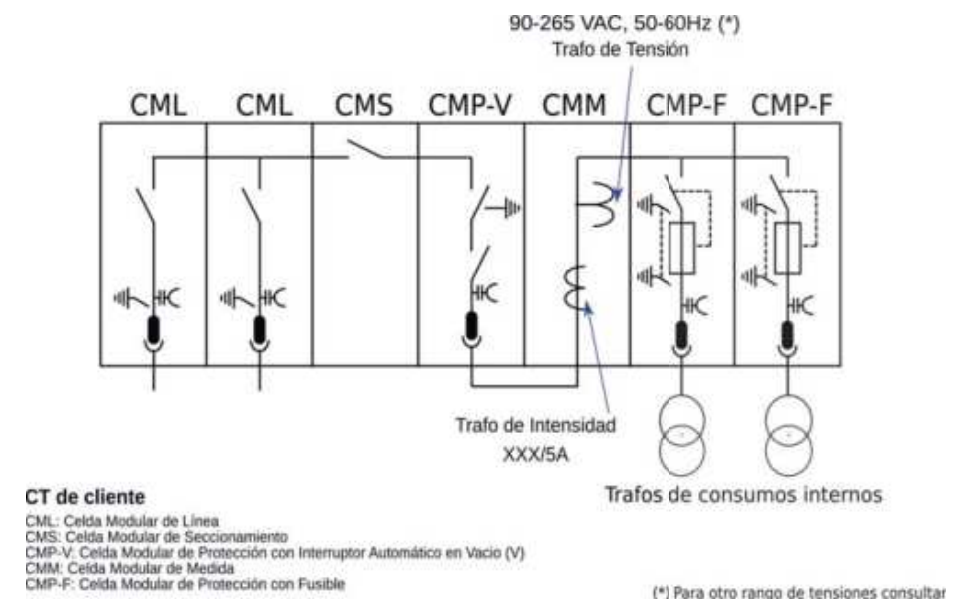 90-265 VAC, 50-60Hz (*)
Trafo de Tensión
CML CML CMS CMP-V CMM CMP-F CMP-F
Trafo de Intensidad
XXX/5A
Trafos de consumos internos
CT de cliente
CML: Celda Modular de Línea
CMS: Celda Modular de Seccionamiento
CMP-V: Celda Modular de Protección con Interruptor Automático en Vacio (V)
CMM: Celda Modular de Medida
CMP-F: Celda Modular de Protección con Fusible
(*) Para otro rango de tensiones consultar